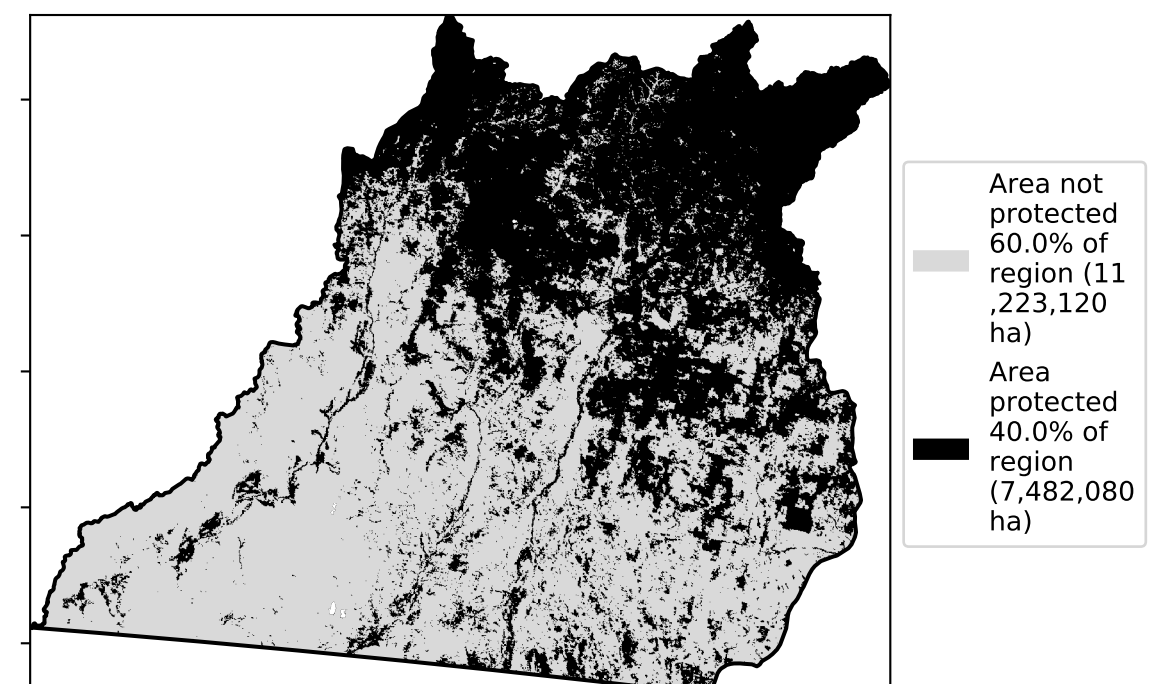 Area not
protected
60.0% of
region (11
,223,120
ha)
Area
protected
40.0% of
region
(7,482,080
ha)